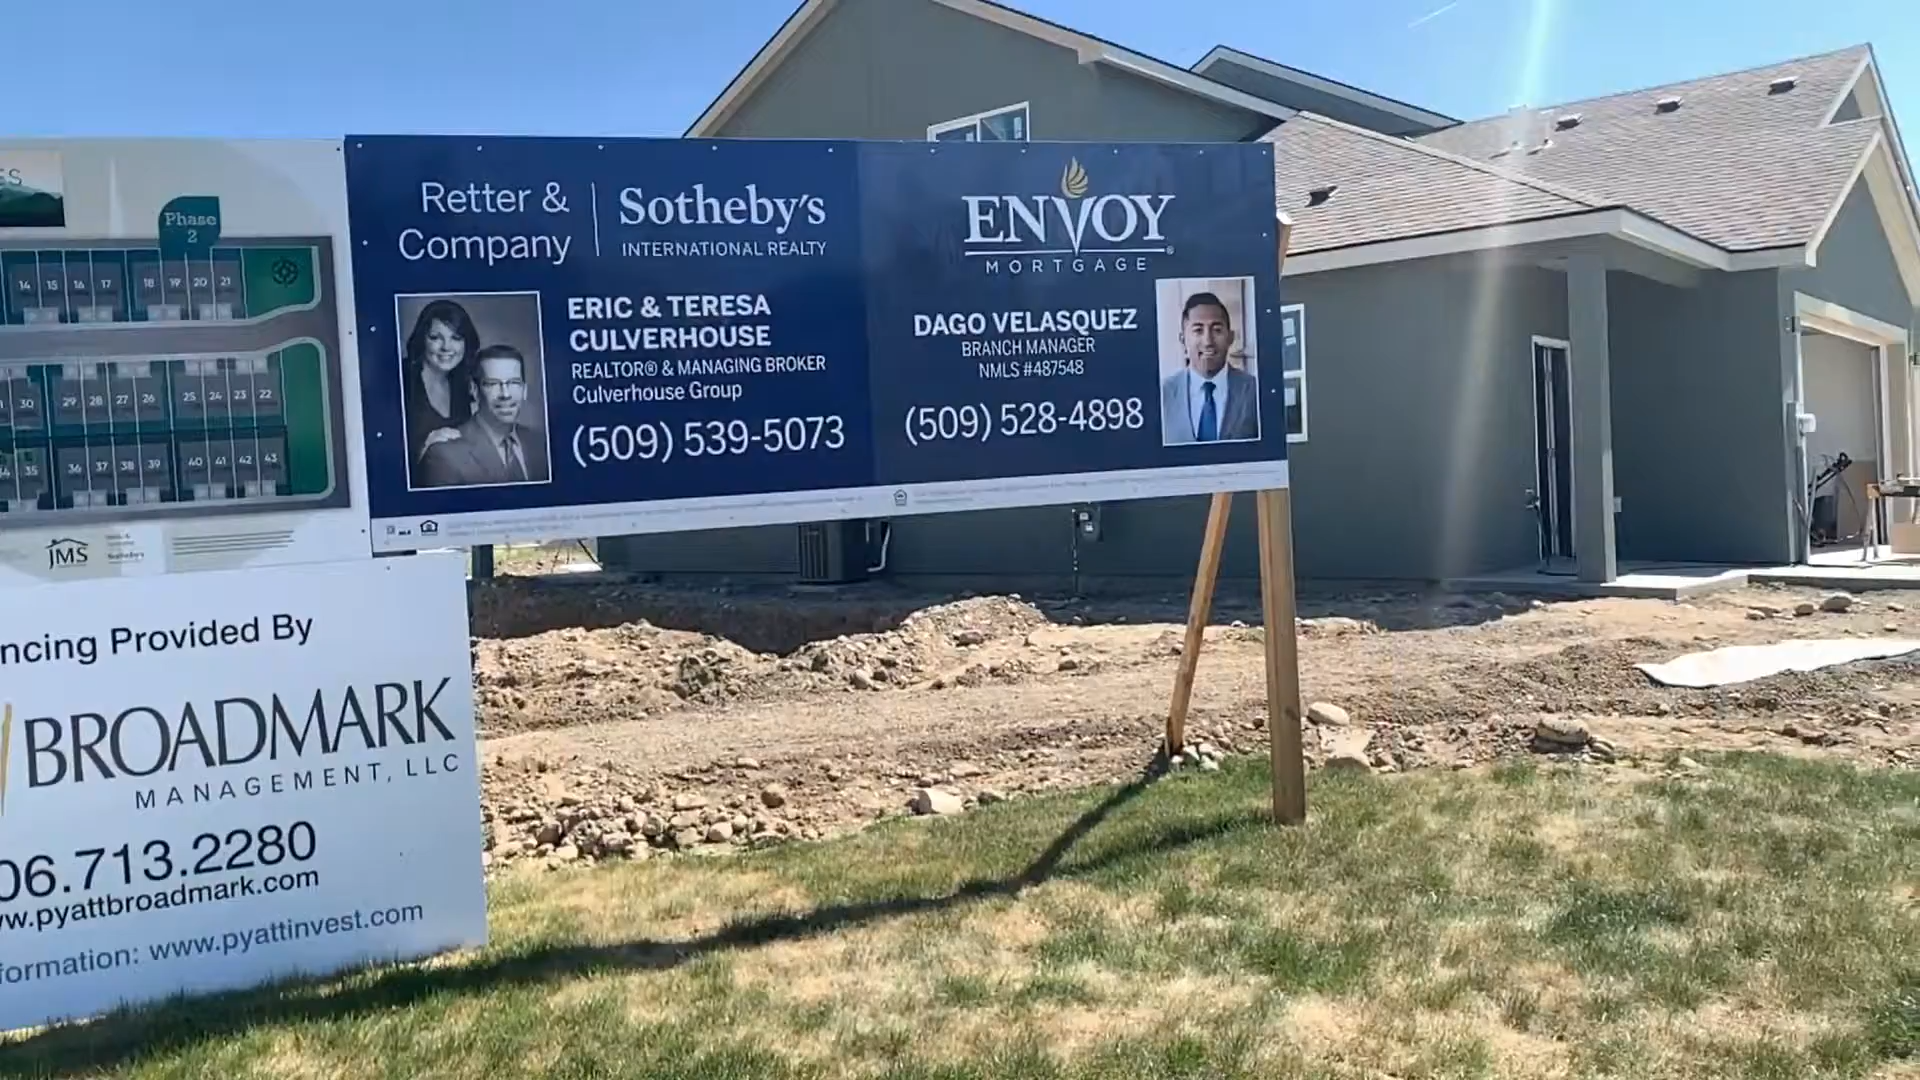 ES
Phase
2
14 15 16 17 18 19 20 21
30 29 28 27 26 25 24 23 22
35 36 37 38 39 40 41 42 43
JMS
Sotheby's
ncing Provided By
BROADMARK
MANAGEMENT, LLC
06.713.2280
w.pyattbroadmark.com
formation: www.pyattinvest.com
Retter &
Company
Sotheby's
INTERNATIONAL REALTY
ERIC & TERESA
CULVERHOUSE
REALTOR® & MANAGING BROKER
Culverhouse Group
(509) 539-5073
ENVOY®
MORTGAGE
DAGO VELASQUEZ
BRANCH MANAGER
NMLS #487548
(509) 528-4898